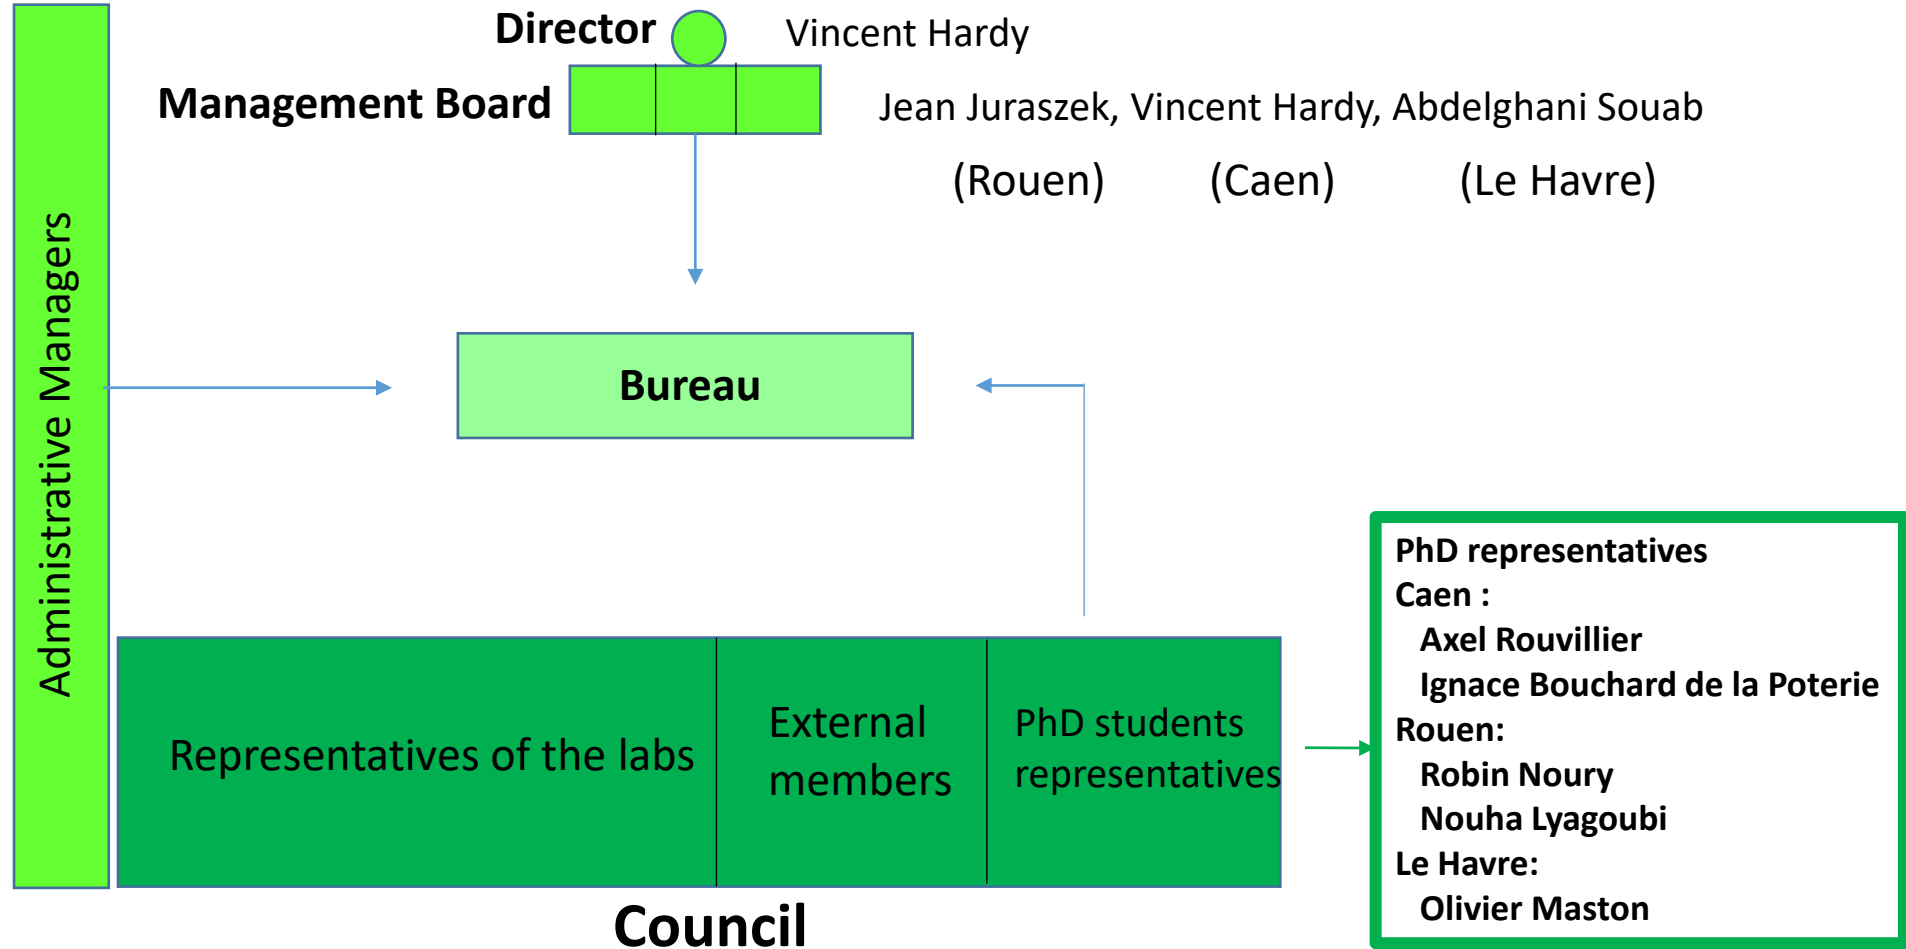 Director
Vincent Hardy
Management Board
Jean Juraszek, Vincent Hardy, Abdelghani Souab
(Rouen) (Caen) (Le Havre)
Administrative Managers
Bureau
Representatives of the labs
External
members
PhD students
representatives
Council
PhD representatives
Caen :
Axel Rouvillier
Ignace Bouchard de la Poterie
Rouen:
Robin Noury
Nouha Lyagoubi
Le Havre:
Olivier Maston